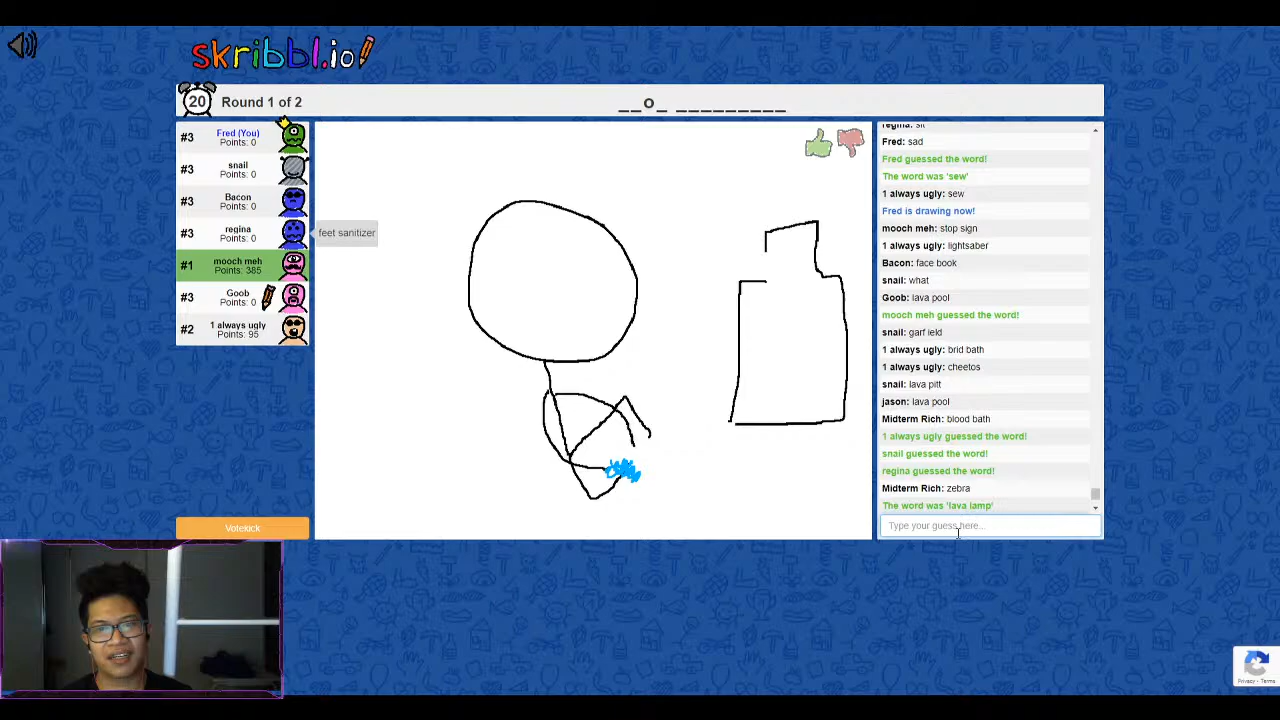 skribbl.io
20
Round 1 of 2
__o_ _________
#3
Fred (You)
Points: 0
#3
snail
Points: 0
#3
Bacon
Points: 0
#3
regina
Points: 0
feet sanitizer
#1
mooch meh
Points: 385
#3
Goob
Points: 0
#2
1 always ugly
Points: 95
Votekick
regina: sit
Fred: sad
Fred guessed the word!
The word was 'sew'
1 always ugly: sew
Fred is drawing now!
mooch meh: stop sign
1 always ugly: lightsaber
Bacon: face book
snail: what
Goob: lava pool
mooch meh guessed the word!
snail: garf ield
1 always ugly: brid bath
1 always ugly: cheetos
snail: lava pitt
jason: lava pool
Midterm Rich: blood bath
1 always ugly guessed the word!
snail guessed the word!
regina guessed the word!
Midterm Rich: zebra
The word was 'lava lamp'
Type your guess here...
Privacy - Terms